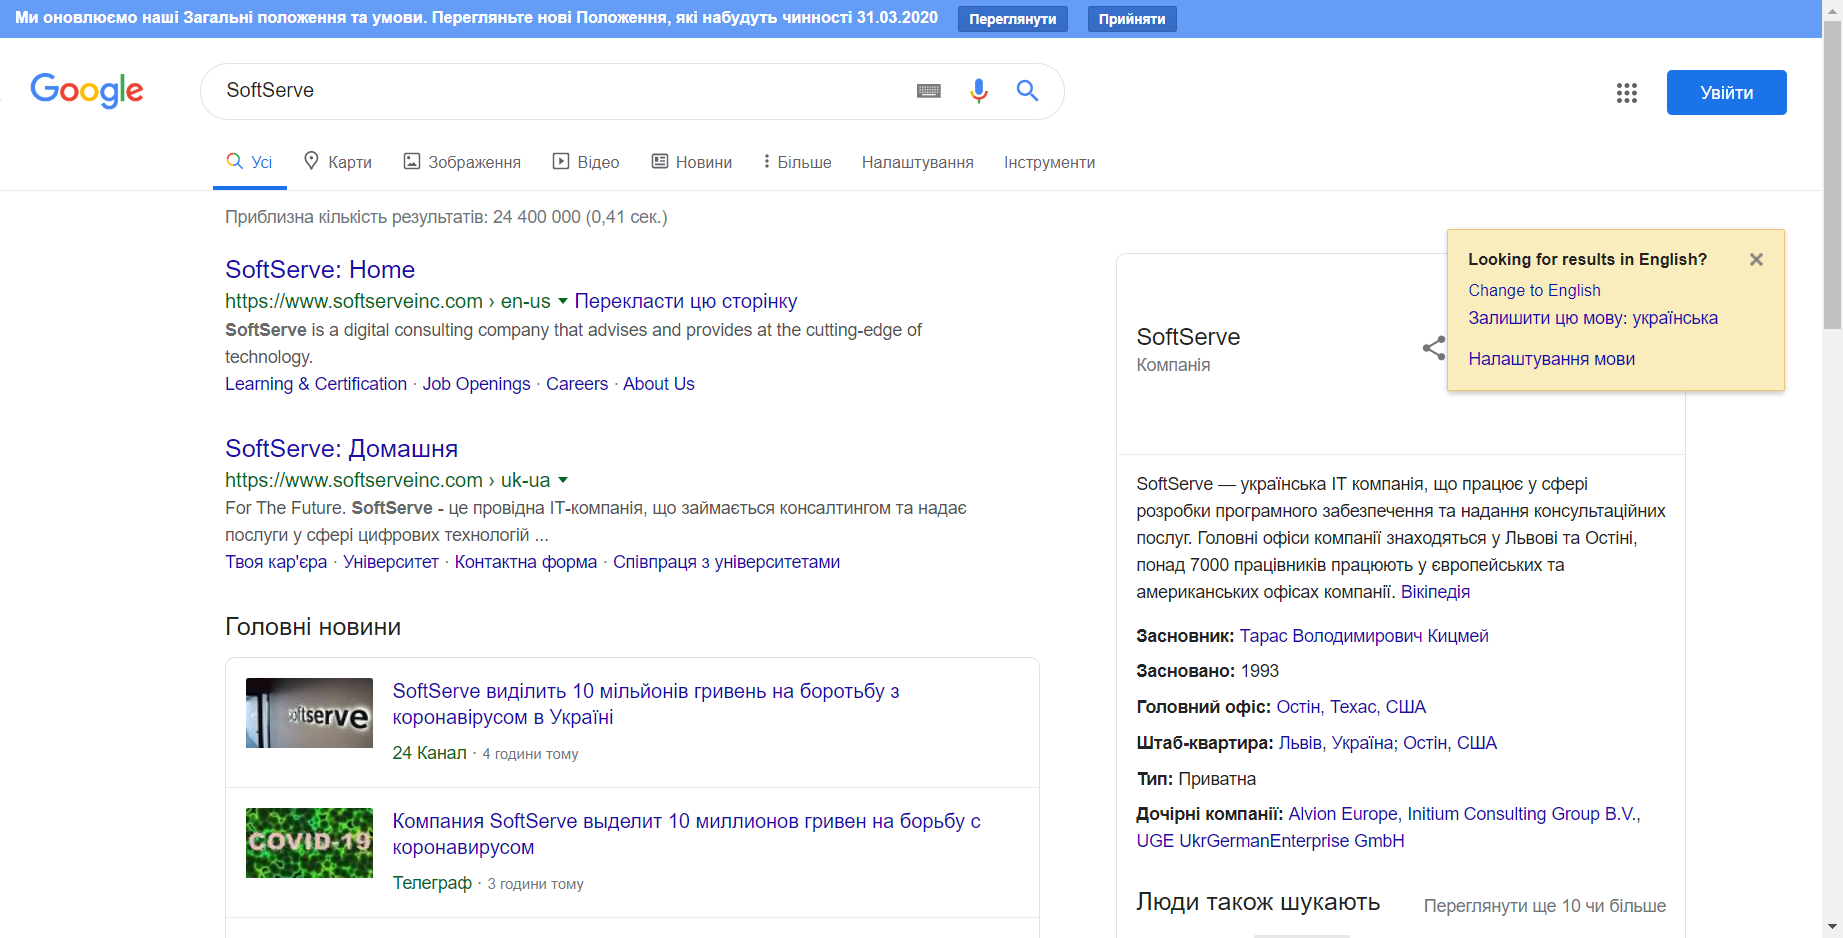 Ми оновлюємо наші Загальні положення та умови. Перегляньте нові Положення, які набудуть чинності 31.03.2020 Переглянути Прийняти
Google
SoftServe
Увійти
Усі Карти Зображення Відео Новини Більше Налаштування Інструменти
Приблизна кількість результатів: 24 400 000 (0,41 сек.)
SoftServe: Home
https://www.softserveinc.com › en-us Перекласти цю сторінку
SoftServe is a digital consulting company that advises and provides at the cutting-edge of
technology.
Learning & Certification · Job Openings · Careers · About Us
SoftServe: Домашня
https://www.softserveinc.com › uk-ua
For The Future. SoftServe - це провідна ІТ-компанія, що займається консалтингом та надає
послуги у сфері цифрових технологій ...
Твоя кар'єра · Університет · Контактна форма · Співпраця з університетами
Головні новини
softserve
SoftServe виділить 10 мільйонів гривень на боротьбу з
коронавірусом в Україні
24 Канал · 4 години тому
COVID-19
Компания SoftServe выделит 10 миллионов гривен на борьбу с
коронавирусом
Телеграф · 3 години тому
Looking for results in English?
Change to English
Залишити цю мову: українська
Налаштування мови
SoftServe
Компанія
SoftServe — українська ІТ компанія, що працює у сфері
розробки програмного забезпечення та надання консультаційних
послуг. Головні офіси компанії знаходяться у Львові та Остіні,
понад 7000 працівників працюють у європейських та
американських офісах компанії. Вікіпедія
Засновник: Тарас Володимирович Кицмей
Засновано: 1993
Головний офіс: Остін, Техас, США
Штаб-квартира: Львів, Україна; Остін, США
Тип: Приватна
Дочірні компанії: Alvion Europe, Initium Consulting Group B.V.,
UGE UkrGermanEnterprise GmbH
Люди також шукають Переглянути ще 10 чи більше